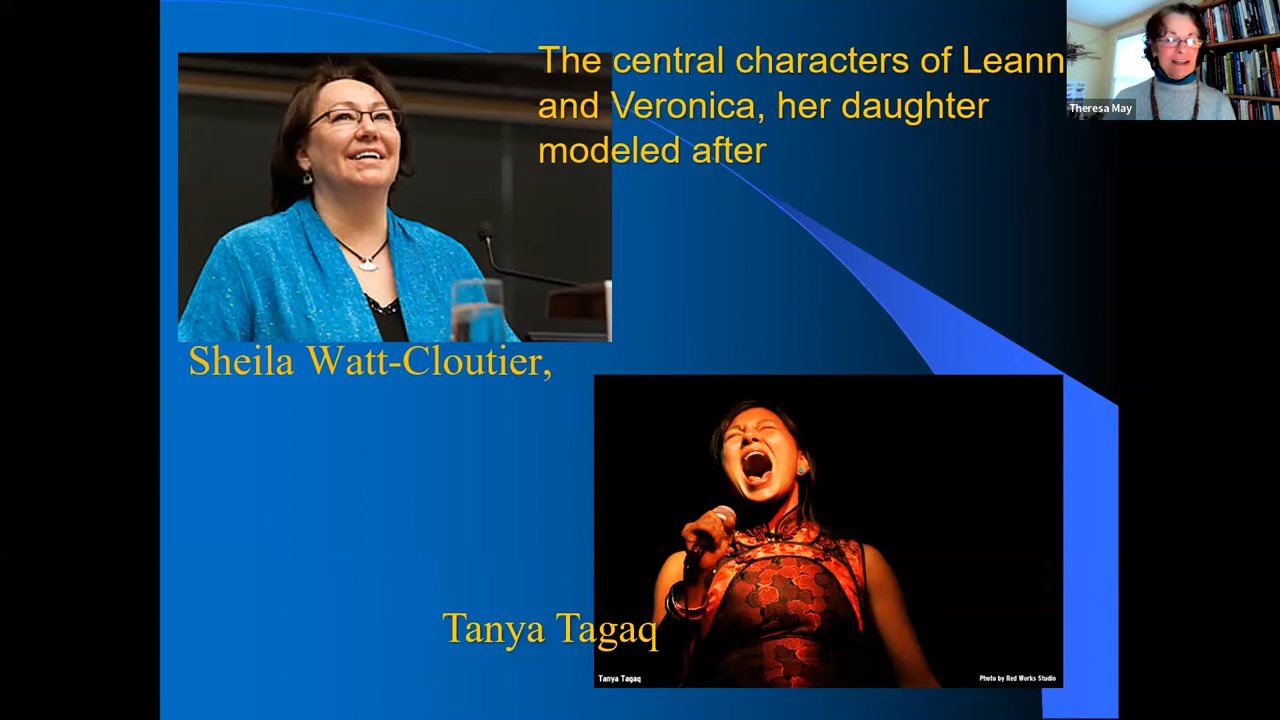 The central characters of Leann
and Veronica, her daughter
modeled after
Theresa May
Sheila Watt-Cloutier,
Tanya Tagaq
Tanya Tagaq
Photo by Red Works Studio